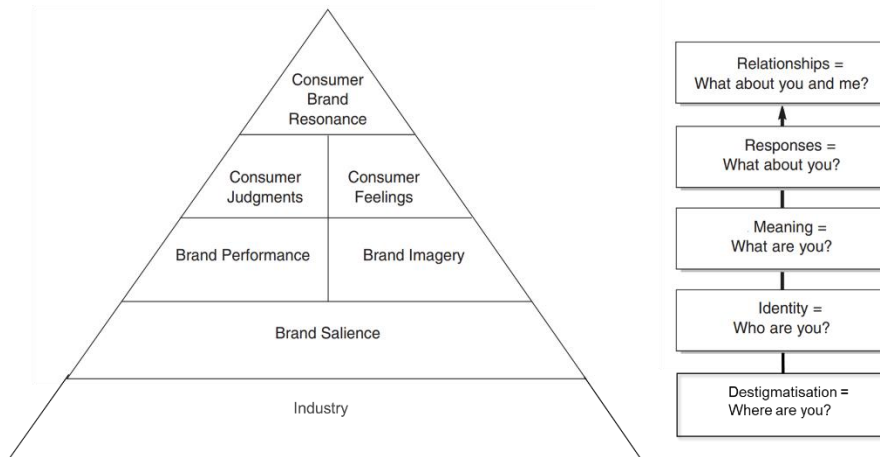 Consumer
Brand
Resonance
Consumer
Judgments
Consumer
Feelings
Brand Performance
Brand Imagery
Brand Salience
Industry
Relationships =
What about you and me?
Responses =
What about you?
Meaning =
What are you?
Identity =
Who are you?
Destigmatisation =
Where are you?